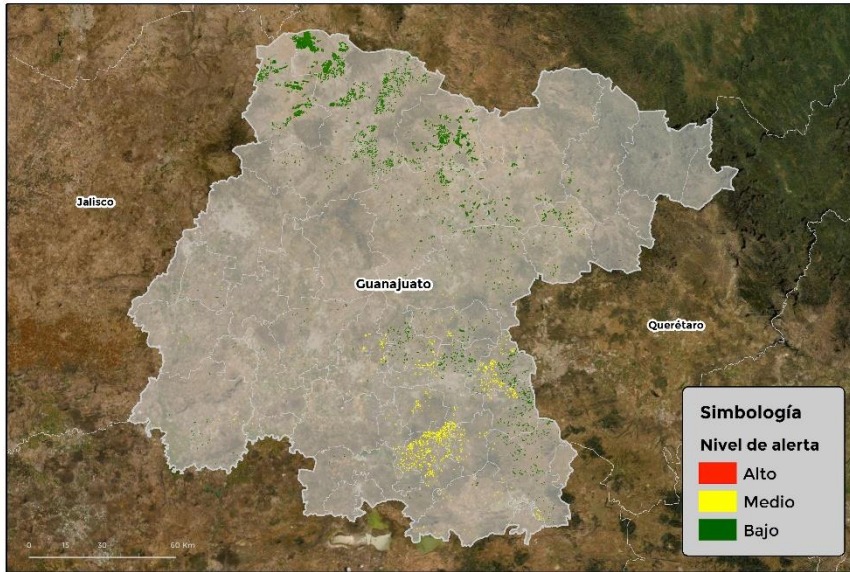 Jalisco
Guanajuato
Querétaro
Simbología
Nivel de alerta
Alto
Medio
Bajo
0 15 30 60 Km